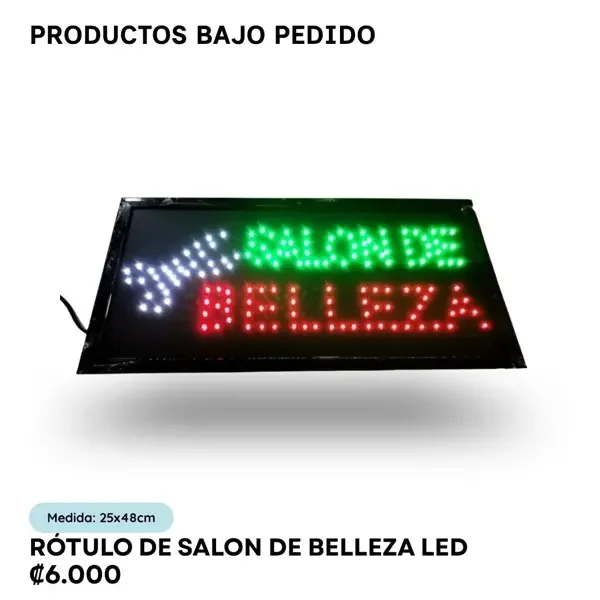 PRODUCTOS BAJO PEDIDO
SALON DE
BELLEZA
Medida: 25x48cm
RÓTULO DE SALON DE BELLEZA LED
₡6.000